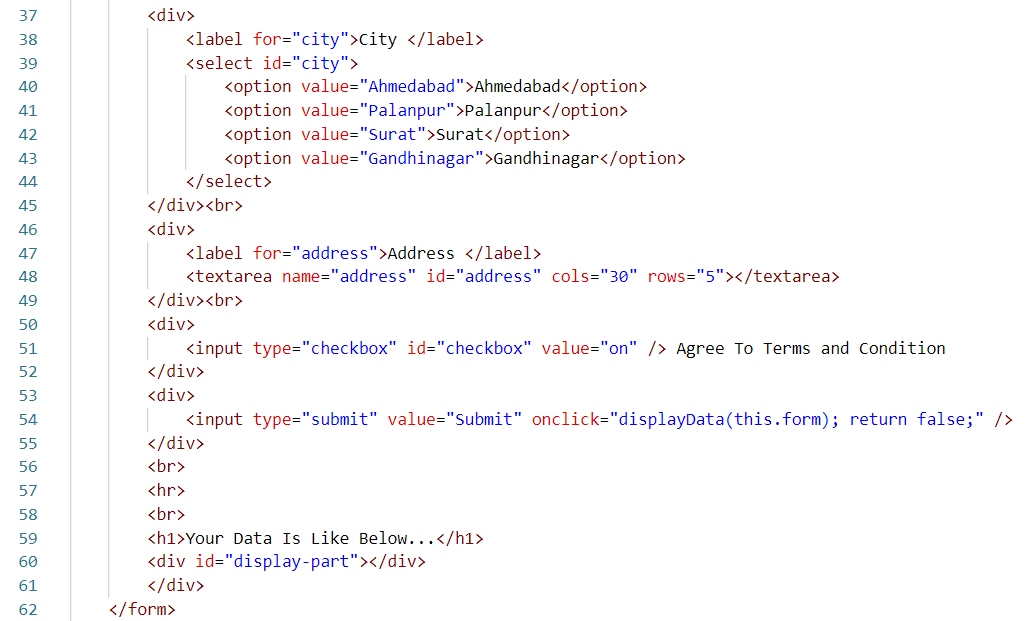 37 <div>
38 <label for="city">City </label>
39 <select id="city">
40 <option value="Ahmedabad">Ahmedabad</option>
41 <option value="Palanpur">Palanpur</option>
42 <option value="Surat">Surat</option>
43 <option value="Gandhinagar">Gandhinagar</option>
44 </select>
45 </div><br>
46 <div>
47 <label for="address">Address </label>
48 <textarea name="address" id="address" cols="30" rows="5"></textarea>
49 </div><br>
50 <div>
51 <input type="checkbox" id="checkbox" value="on" /> Agree To Terms and Condition
52 </div>
53 <div>
54 <input type="submit" value="Submit" onclick="displayData(this.form); return false;" />
55 </div>
56 <br>
57 <hr>
58 <br>
59 <h1>Your Data Is Like Below...</h1>
60 <div id="display-part"></div>
61 </div>
62 </form>